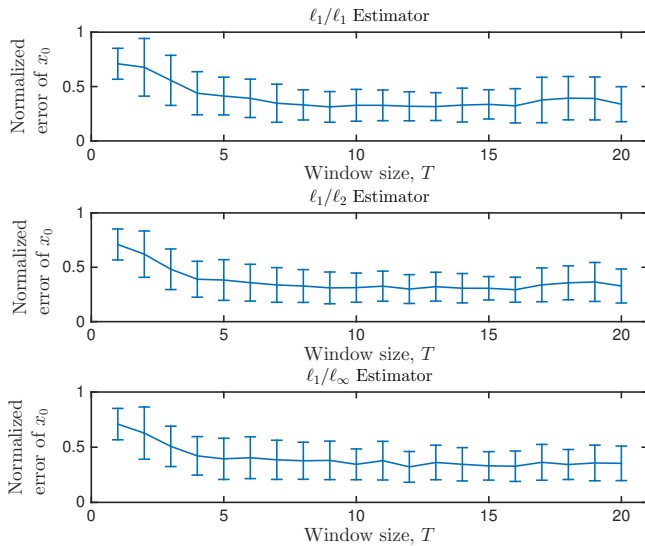 ℓ₁/ℓ₁ Estimator
1
0.5
0
Normalized
error of x₀
0 5 10 15 20
Window size, T
ℓ₁/ℓ₂ Estimator
1
0.5
0
Normalized
error of x₀
0 5 10 15 20
Window size, T
ℓ₁/ℓ∞ Estimator
1
0.5
0
Normalized
error of x₀
0 5 10 15 20
Window size, T